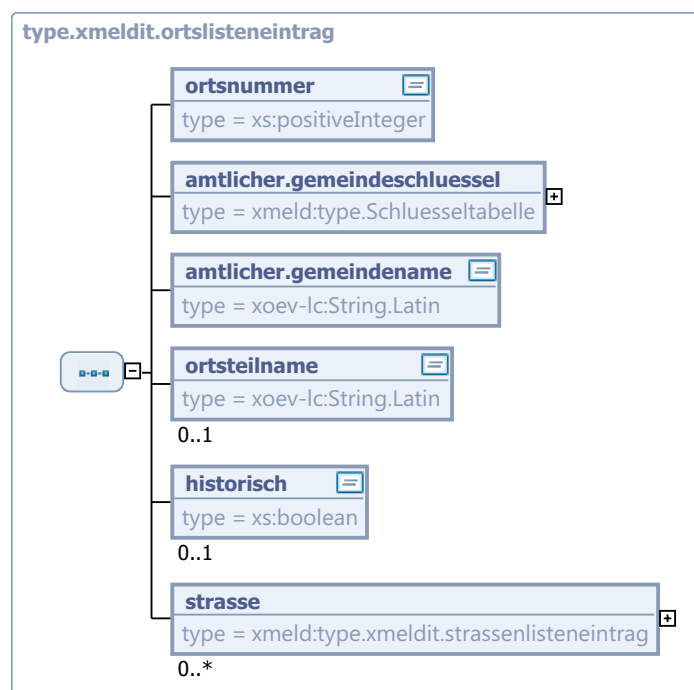 type.xmeldit.ortslisteneintrag
ortsnummer
type = xs:positiveInteger
amtlicher.gemeindeschluessel
type = xmeld:type.Schluesseltabelle
amtlicher.gemeindename
type = xoev-lc:String.Latin
ortsteilname
type = xoev-lc:String.Latin
0..1
historisch
type = xs:boolean
0..1
strasse
type = xmeld:type.xmeldit.strassenlisteneintrag
0..*